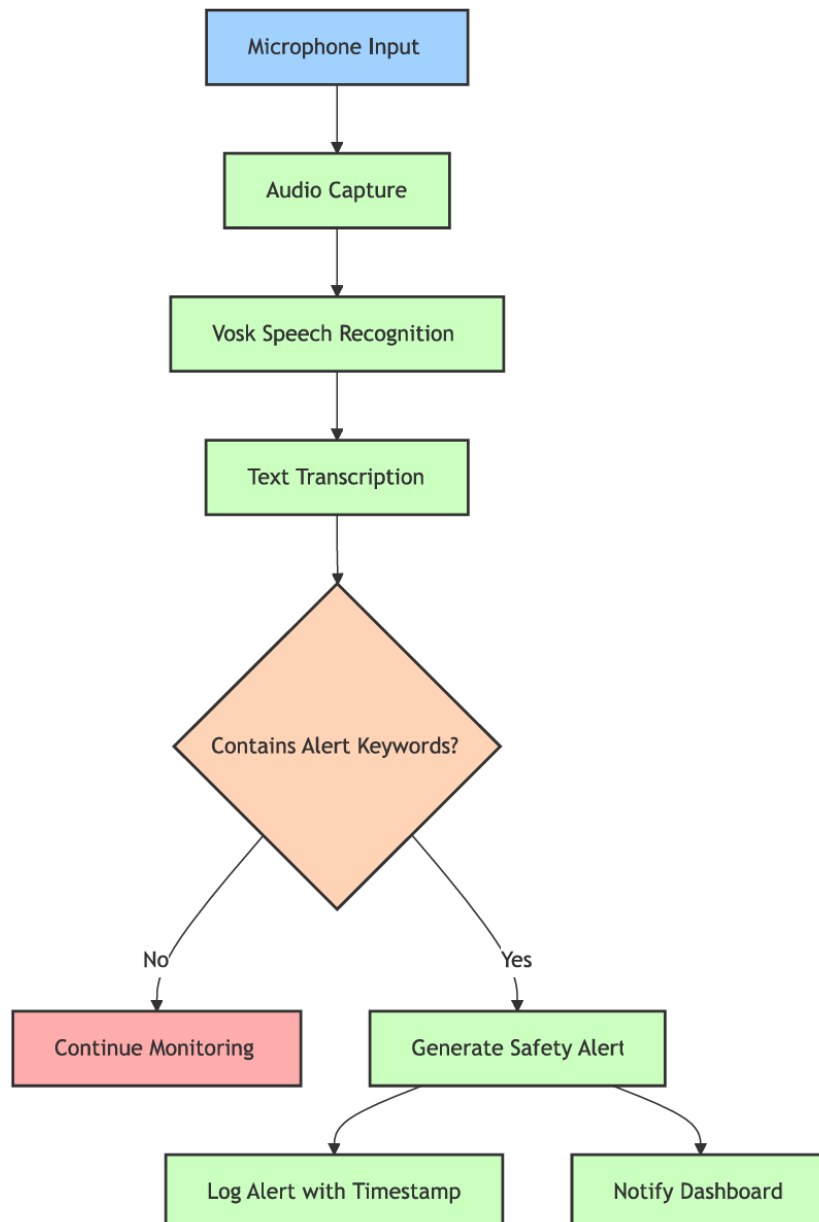 Microphone Input
Audio Capture
Vosk Speech Recognition
Text Transcription
Contains Alert Keywords?
No
Yes
Continue Monitoring
Generate Safety Alert
Log Alert with Timestamp
Notify Dashboard